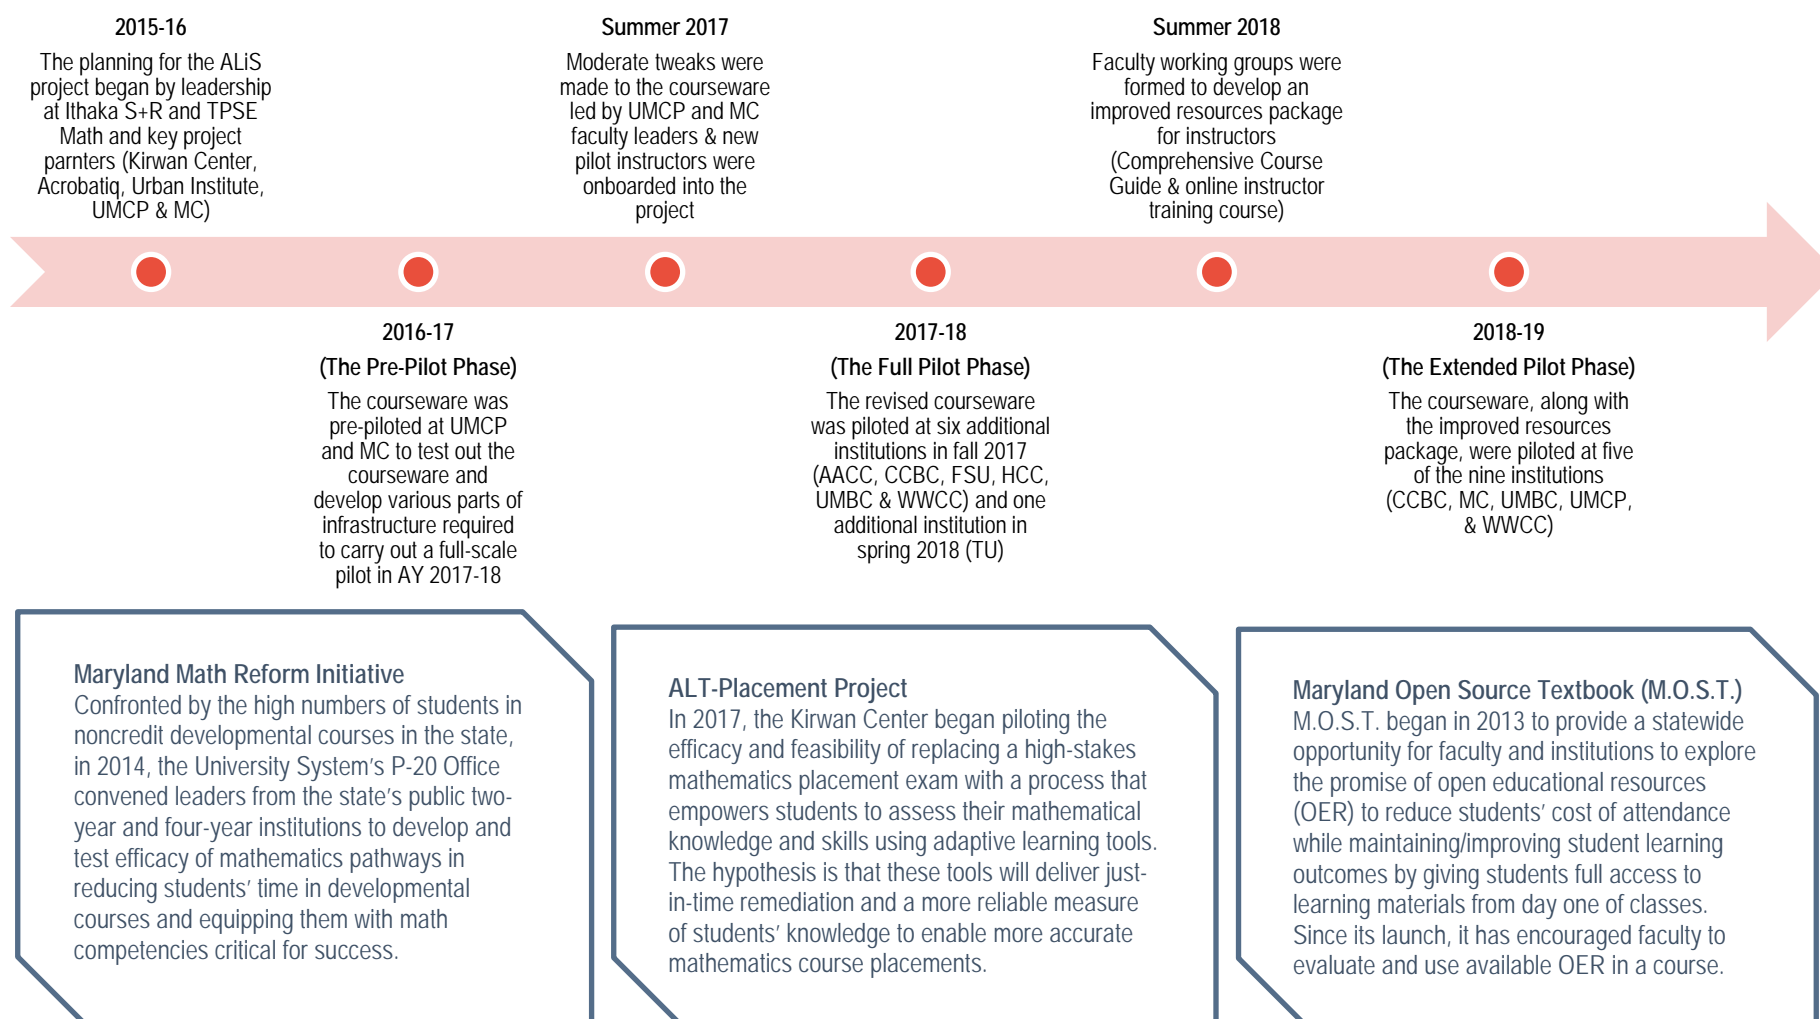 2015-16
The planning for the ALiS
project began by leadership
at Ithaka S+R and TPSE
Math and key project
parnters (Kirwan Center,
Acrobatiq, Urban Institute,
UMCP & MC)
Summer 2017
Moderate tweaks were
made to the courseware
led by UMCP and MC
faculty leaders & new
pilot instructors were
onboarded into the
project
Summer 2018
Faculty working groups were
formed to develop an
improved resources package
for instructors
(Comprehensive Course
Guide & online instructor
training course)
2016-17
(The Pre-Pilot Phase)
The courseware was
pre-piloted at UMCP
and MC to test out the
courseware and
develop various parts of
infrastructure required
to carry out a full-scale
pilot in AY 2017-18
2017-18
(The Full Pilot Phase)
The revised courseware
was piloted at six additional
institutions in fall 2017
(AACC, CCBC, FSU, HCC,
UMBC & WWCC) and one
additional institution in
spring 2018 (TU)
2018-19
(The Extended Pilot Phase)
The courseware, along with
the improved resources
package, were piloted at five
of the nine institutions
(CCBC, MC, UMBC, UMCP,
& WWCC)
Maryland Math Reform Initiative
Confronted by the high numbers of students in
noncredit developmental courses in the state,
in 2014, the University System’s P-20 Office
convened leaders from the state’s public two-
year and four-year institutions to develop and
test efficacy of mathematics pathways in
reducing students’ time in developmental
courses and equipping them with math
competencies critical for success.
ALT-Placement Project
In 2017, the Kirwan Center began piloting the
efficacy and feasibility of replacing a high-stakes
mathematics placement exam with a process that
empowers students to assess their mathematical
knowledge and skills using adaptive learning tools.
The hypothesis is that these tools will deliver just-
in-time remediation and a more reliable measure
of students’ knowledge to enable more accurate
mathematics course placements.
Maryland Open Source Textbook (M.O.S.T.)
M.O.S.T. began in 2013 to provide a statewide
opportunity for faculty and institutions to explore
the promise of open educational resources
(OER) to reduce students’ cost of attendance
while maintaining/improving student learning
outcomes by giving students full access to
learning materials from day one of classes.
Since its launch, it has encouraged faculty to
evaluate and use available OER in a course.